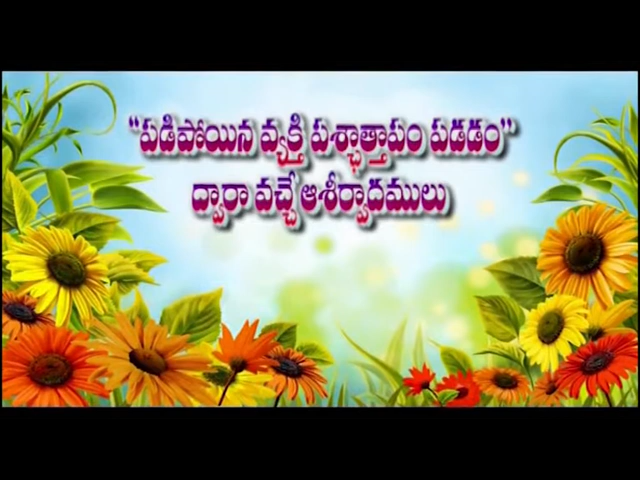 “పడిపోయిన వ్యక్తి పశ్చాత్తాపం పడడం”
ద్వారా వచ్చే ఆశీర్వాదములు